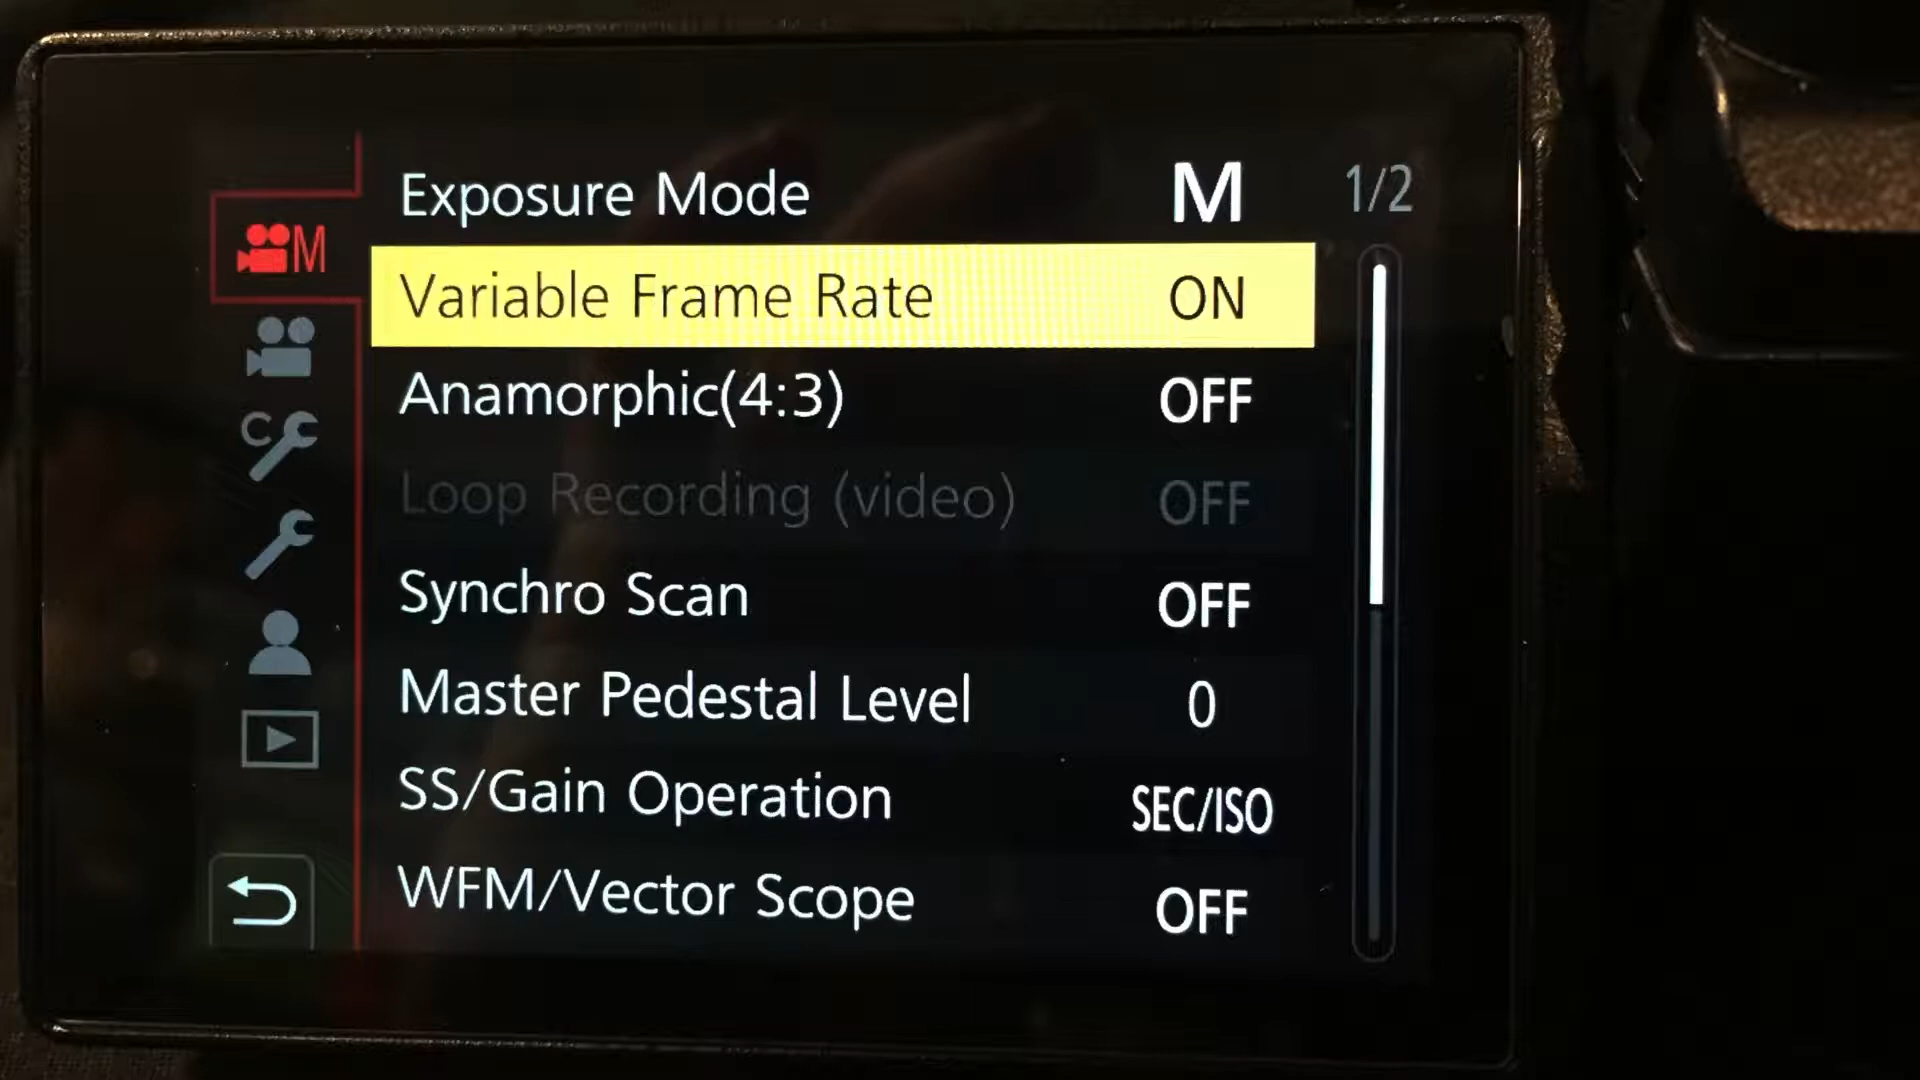 Exposure Mode M 1/2
M
Variable Frame Rate ON
Anamorphic(4:3) OFF
C
Loop Recording (video) OFF
Synchro Scan OFF
Master Pedestal Level 0
SS/Gain Operation SEC/ISO
WFM/Vector Scope OFF